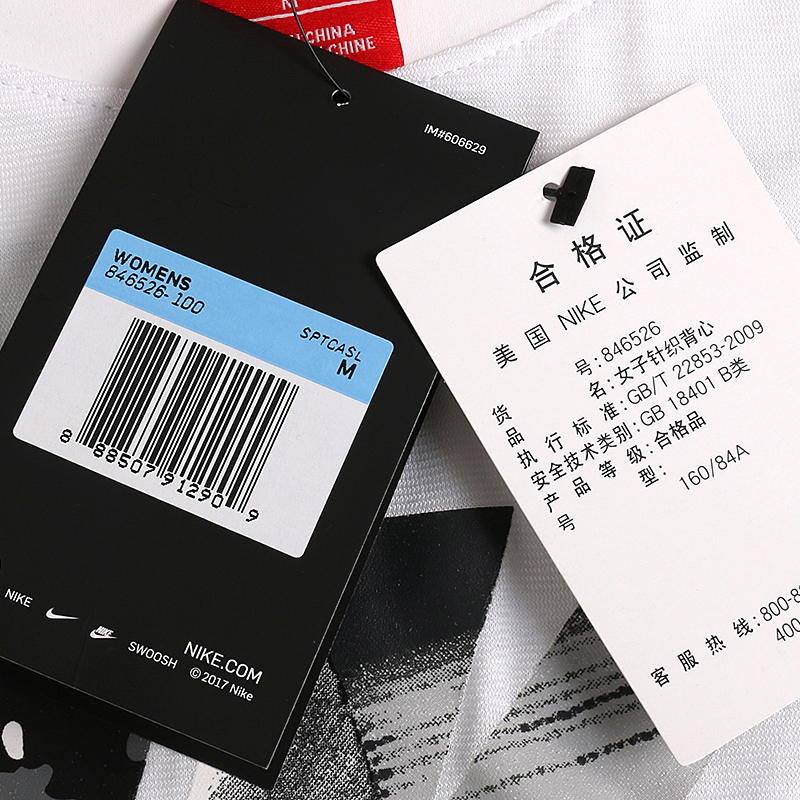 M
CHINA
CHINE
IM#606629
WOMENS
846526-100
SPTCASL
M
8 88507 91290 9
NIKE
NIKE
SWOOSH
NIKE.COM
©2017 Nike
合格证
美国 NIKE 公司监制
货号:846526
品名:女子针织背心
执行标准:GB/T 22853-2009
安全技术类别:GB 18401 B类
产品等级:合格品
号型: 160/84A
客服热线:800-8
400